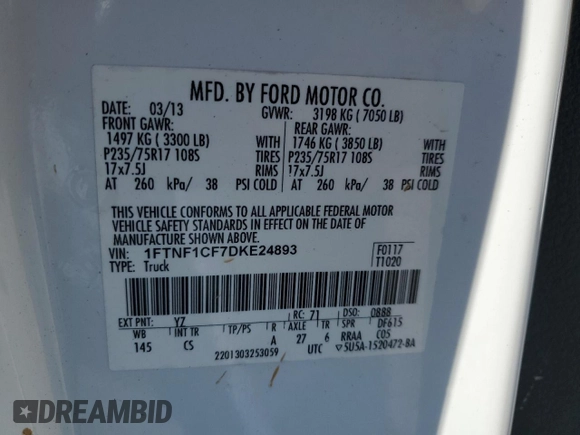 MFD. BY FORD MOTOR CO.
DATE: 03/13 GVWR: 3198 KG ( 7050 LB)
FRONT GAWR: REAR GAWR:
1497 KG ( 3300 LB) WITH 1746 KG ( 3850 LB) WITH
P235/75R17 108S TIRES P235/75R17 108S TIRES
17x7.5J RIMS 17x7.5J RIMS
AT 260 kPa/ 38 PSI COLD AT 260 kPa/ 38 PSI COLD
THIS VEHICLE CONFORMS TO ALL APPLICABLE FEDERAL MOTOR
VEHICLE SAFETY STANDARDS IN EFFECT ON THE DATE OF
MANUFACTURE SHOWN ABOVE.
VIN: 1FTNF1CF7DKE24893 F0117
TYPE: Truck T1020
EXT PNT: YZ RC: 71 DSO: 0888
WB INT TR TP/PS R AXLE TR SPR DF615
145 CS A 27 6 RRAA C05
2201303253059 UTC ▽5U5A-1520472-BA
DREAMBID